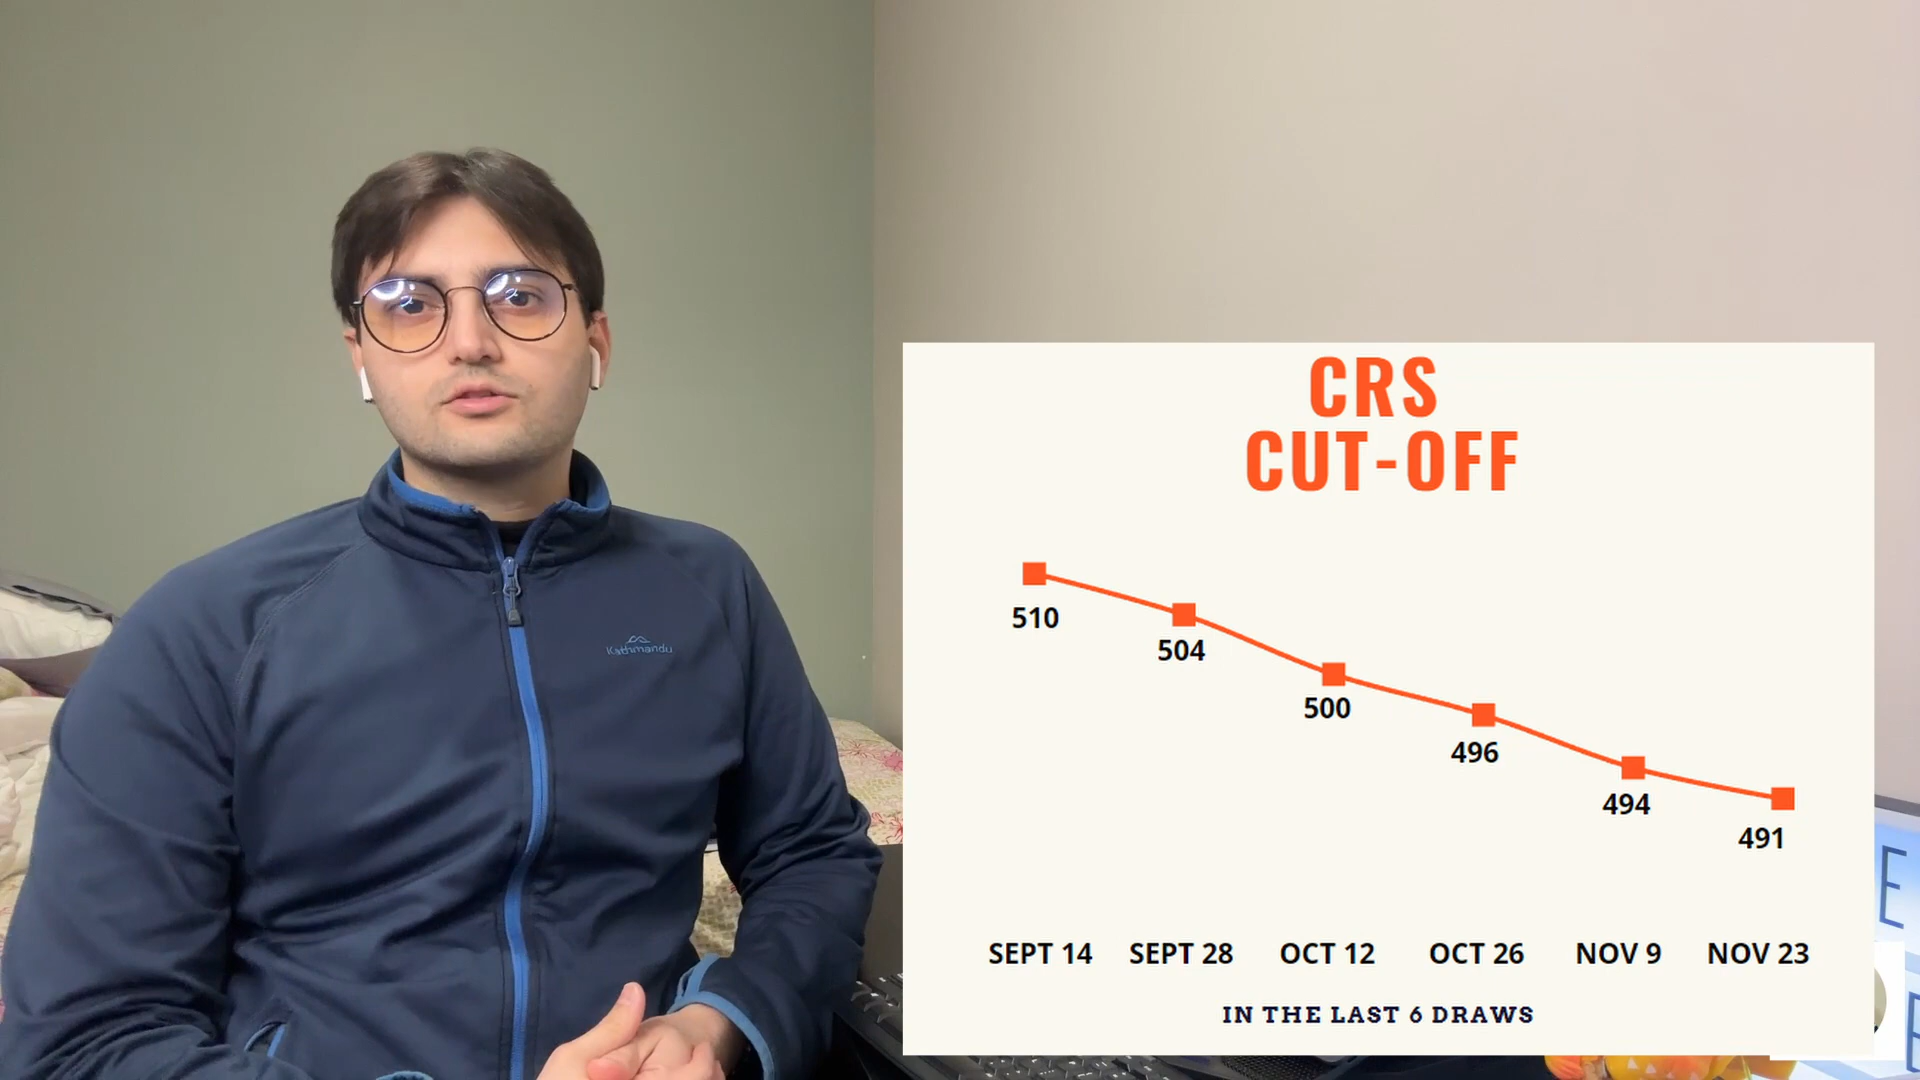 Kathmandu
CRS
CUT-OFF
510
504
500
496
494
491
SEPT 14 SEPT 28 OCT 12 OCT 26 NOV 9 NOV 23
IN THE LAST 6 DRAWS
E
E